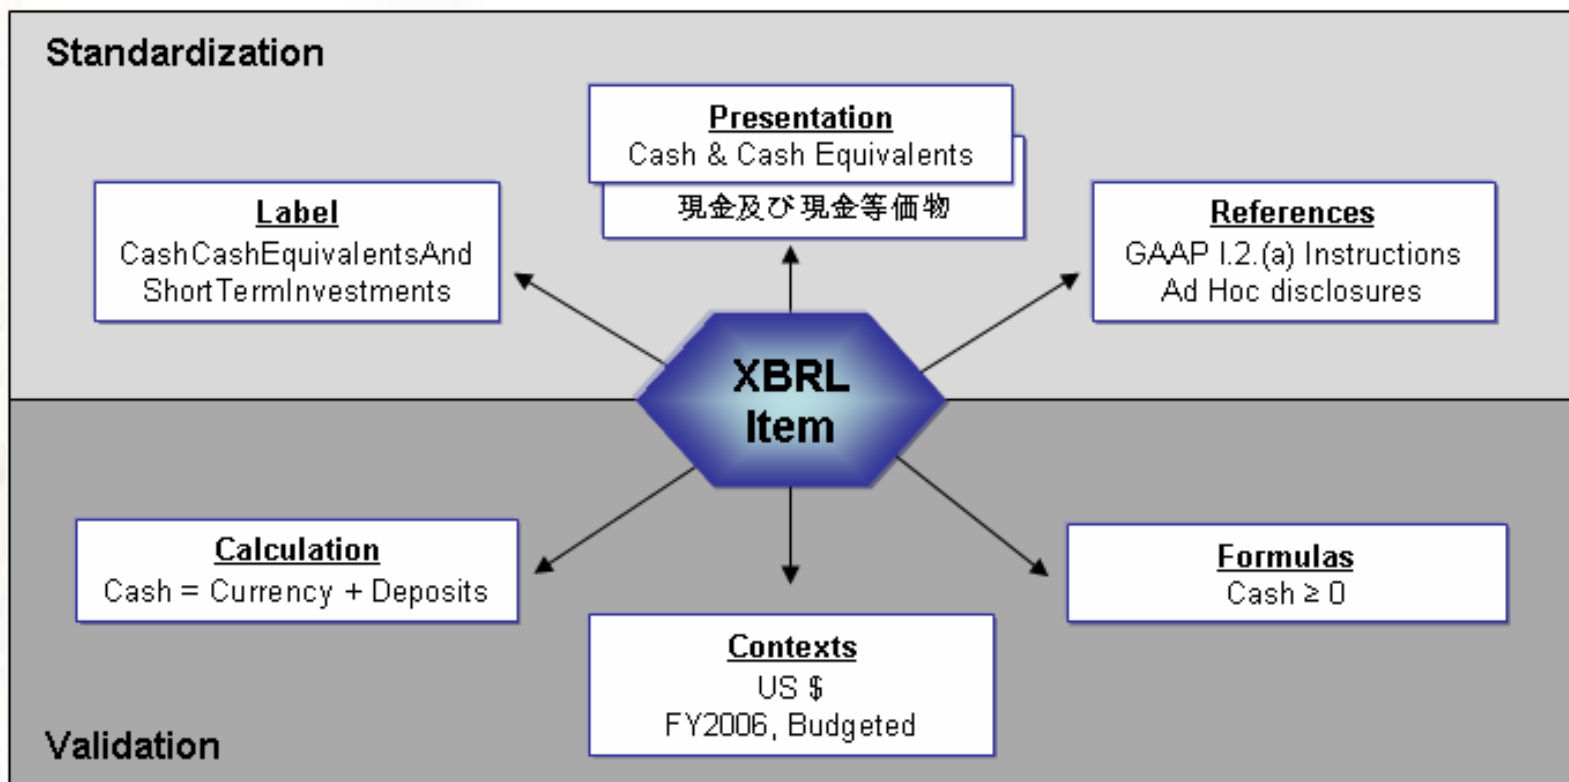 Standardization
Presentation
Cash & Cash Equivalents
現金及び現金等価物
Label
CashCashEquivalentsAnd
ShortTermInvestments
References
GAAP I.2.(a) Instructions
Ad Hoc disclosures
XBRL
Item
Calculation
Cash = Currency + Deposits
Contexts
US $
FY2006, Budgeted
Formulas
Cash ≥ 0
Validation